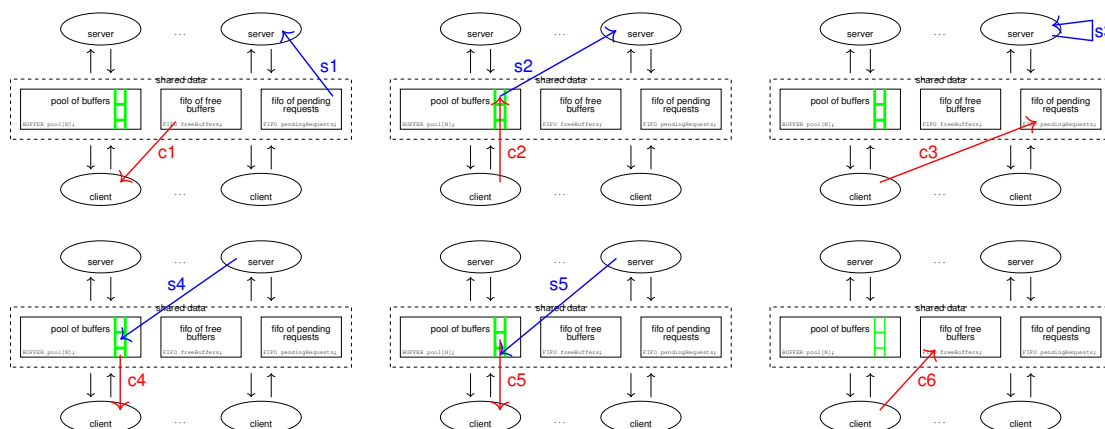 server
...
server
s1
shared data
pool of buffers
BUFFER pool[N];
fifo of free
buffers
FIFO freeBuffers;
fifo of pending
requests
FIFO pendingRequests;
c1
client
...
client
server
...
server
s2
shared data
pool of buffers
BUFFER pool[N];
fifo of free
buffers
FIFO freeBuffers;
fifo of pending
requests
FIFO pendingRequests;
c2
client
...
client
server
...
server
s3
shared data
pool of buffers
BUFFER pool[N];
fifo of free
buffers
FIFO freeBuffers;
fifo of pending
requests
FIFO pendingRequests;
c3
client
...
client
server
...
server
s4
shared data
pool of buffers
BUFFER pool[N];
fifo of free
buffers
FIFO freeBuffers;
fifo of pending
requests
FIFO pendingRequests;
c4
client
...
client
server
...
server
s5
shared data
pool of buffers
BUFFER pool[N];
fifo of free
buffers
FIFO freeBuffers;
fifo of pending
requests
FIFO pendingRequests;
c5
client
...
client
server
...
server
shared data
pool of buffers
BUFFER pool[N];
fifo of free
buffers
FIFO freeBuffers;
fifo of pending
requests
FIFO pendingRequests;
c6
client
...
client